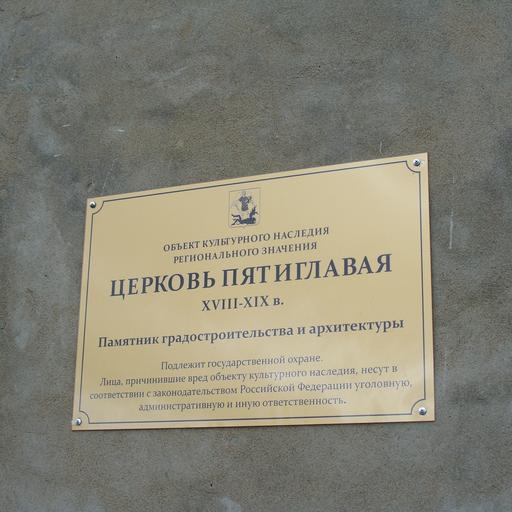 ОБЪЕКТ КУЛЬТУРНОГО НАСЛЕДИЯ
РЕГИОНАЛЬНОГО ЗНАЧЕНИЯ
ЦЕРКОВЬ ПЯТИГЛАВАЯ
XVIII-XIX в.
Памятник градостроительства и архитектуры
Подлежит государственной охране.
Лица, причинившие вред объекту культурного наследия, несут в
соответствии с законодательством Российской Федерации уголовную,
административную и иную ответственность.